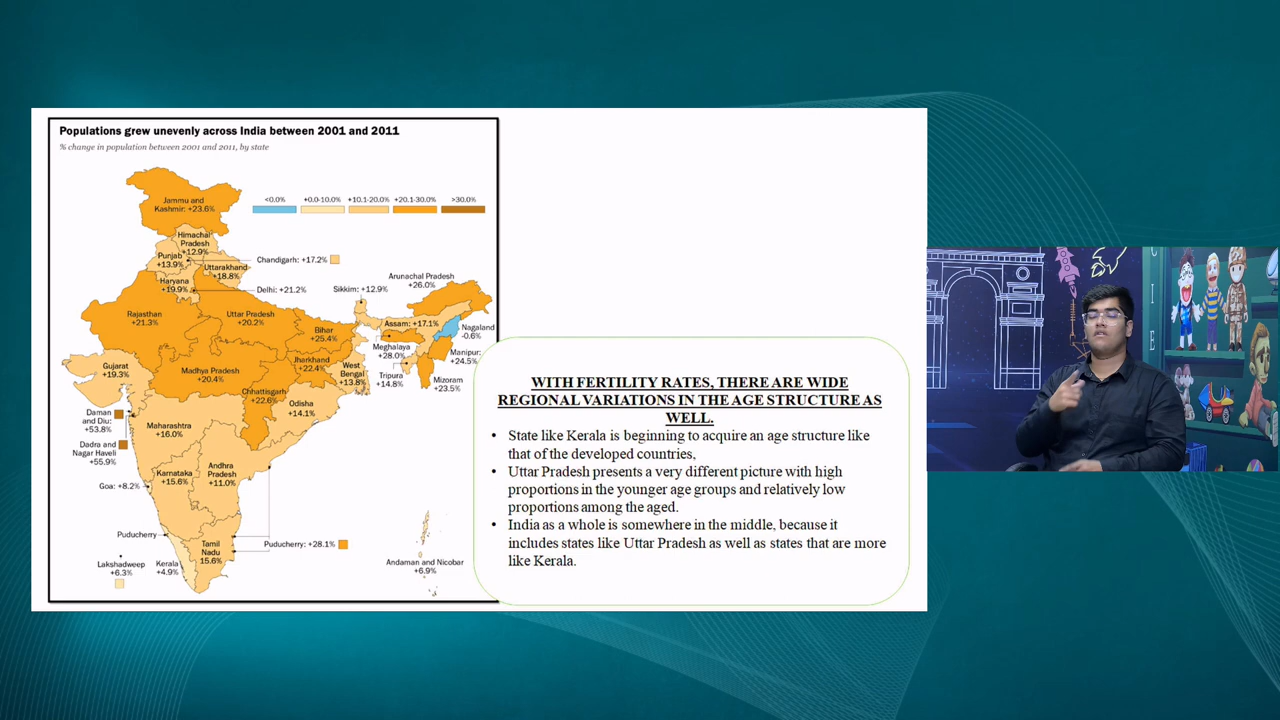 Populations grew unevenly across India between 2001 and 2011
% change in population between 2001 and 2011, by state
<0.0%
+0.0-10.0%
+10.1-20.0%
+20.1-30.0%
>30.0%
Jammu and
Kashmir: +23.6%
Himachal
Pradesh
+12.9%
Punjab
+13.9%
Chandigarh: +17.2%
Uttarakhand
+18.8%
Haryana
+19.9%
Delhi: +21.2%
Sikkim: +12.9%
Arunachal Pradesh
+26.0%
Rajasthan
+21.3%
Uttar Pradesh
+20.2%
Bihar
+25.4%
Assam: +17.1%
Nagaland
-0.6%
Meghalaya
+28.0%
Manipur:
+24.5%
Gujarat
+19.3%
Madhya Pradesh
+20.4%
Jharkhand
+22.4%
West
Bengal
+13.8%
Tripura
+14.8%
Mizoram
+23.5%
Chhattisgarh
+22.6%
Odisha
+14.1%
Daman
and Diu:
+53.8%
Maharashtra
+16.0%
Dadra and
Nagar Haveli
+55.9%
Andhra
Pradesh
+11.0%
Karnataka
+15.6%
Goa: +8.2%
Puducherry
Puducherry: +28.1%
Tamil
Nadu
15.6%
Lakshadweep
+6.3%
Kerala
+4.9%
Andaman and Nicobar
+6.9%
WITH FERTILITY RATES, THERE ARE WIDE
REGIONAL VARIATIONS IN THE AGE STRUCTURE AS
WELL.
• State like Kerala is beginning to acquire an age structure like
that of the developed countries,
• Uttar Pradesh presents a very different picture with high
proportions in the younger age groups and relatively low
proportions among the aged.
• India as a whole is somewhere in the middle, because it
includes states like Uttar Pradesh as well as states that are more
like Kerala.